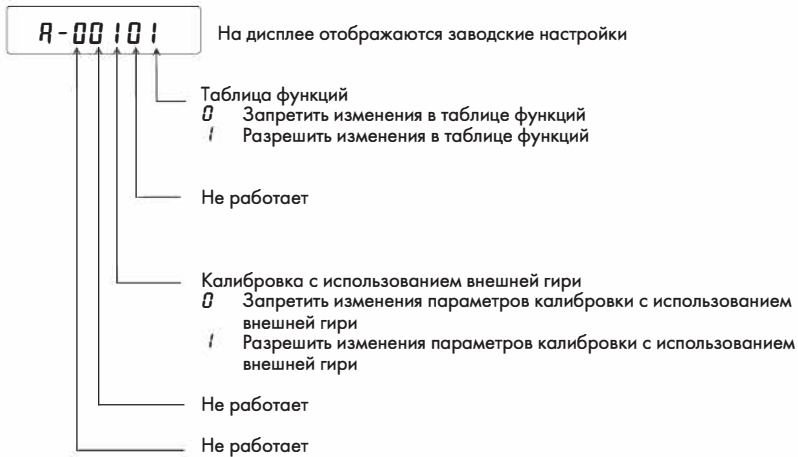 A-00101
На дисплее отображаются заводские настройки
Таблица функций
0 Запретить изменения в таблице функций
1 Разрешить изменения в таблице функций
Не работает
Калибровка с использованием внешней гири
0 Запретить изменения параметров калибровки с использованием
внешней гири
1 Разрешить изменения параметров калибровки с использованием
внешней гири
Не работает
Не работает